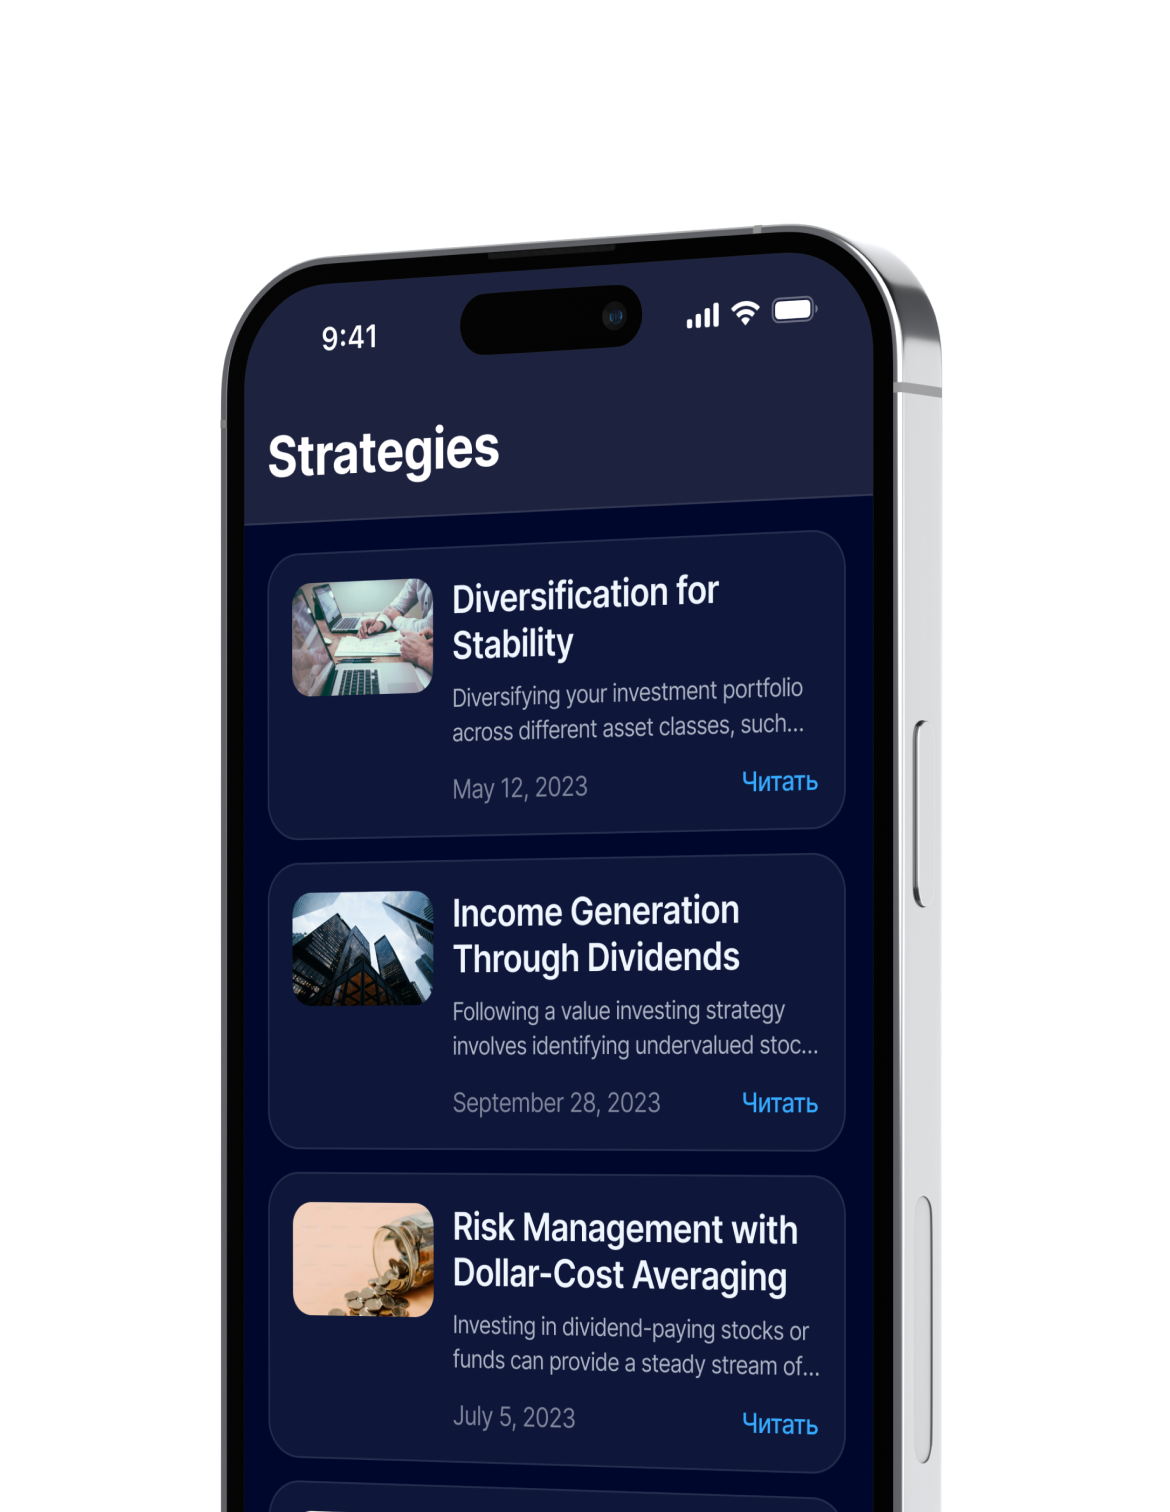 9:41
Strategies
Diversification for
Stability
Diversifying your investment portfolio
across different asset classes, such...
May 12, 2023
Читать
Income Generation
Through Dividends
Following a value investing strategy
involves identifying undervalued stoc...
September 28, 2023
Читать
Risk Management with
Dollar-Cost Averaging
Investing in dividend-paying stocks or
funds can provide a steady stream of...
July 5, 2023
Читать